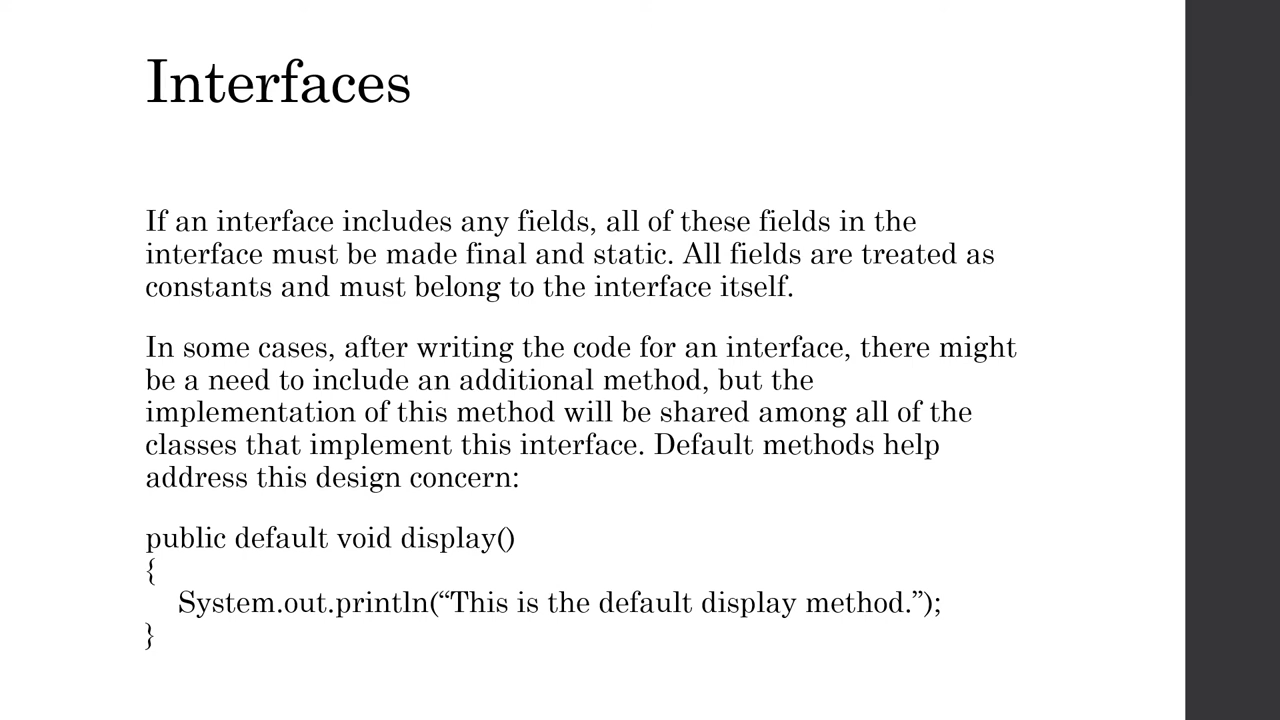 Interfaces
If an interface includes any fields, all of these fields in the
interface must be made final and static. All fields are treated as
constants and must belong to the interface itself.
In some cases, after writing the code for an interface, there might
be a need to include an additional method, but the
implementation of this method will be shared among all of the
classes that implement this interface. Default methods help
address this design concern:
public default void display()
{
System.out.println(“This is the default display method.”);
}